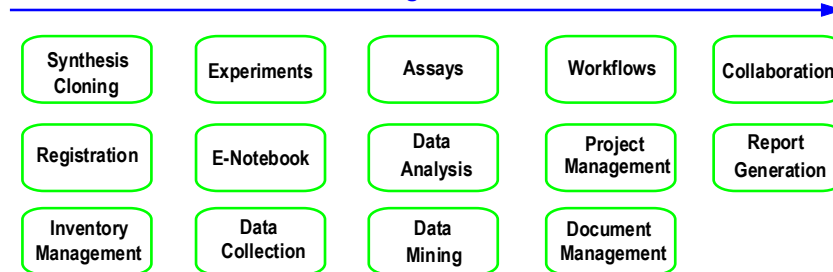 Synthesis
Cloning
Experiments
Assays
Workflows
Collaboration
Registration
E-Notebook
Data
Analysis
Project
Management
Report
Generation
Inventory
Management
Data
Collection
Data
Mining
Document
Management